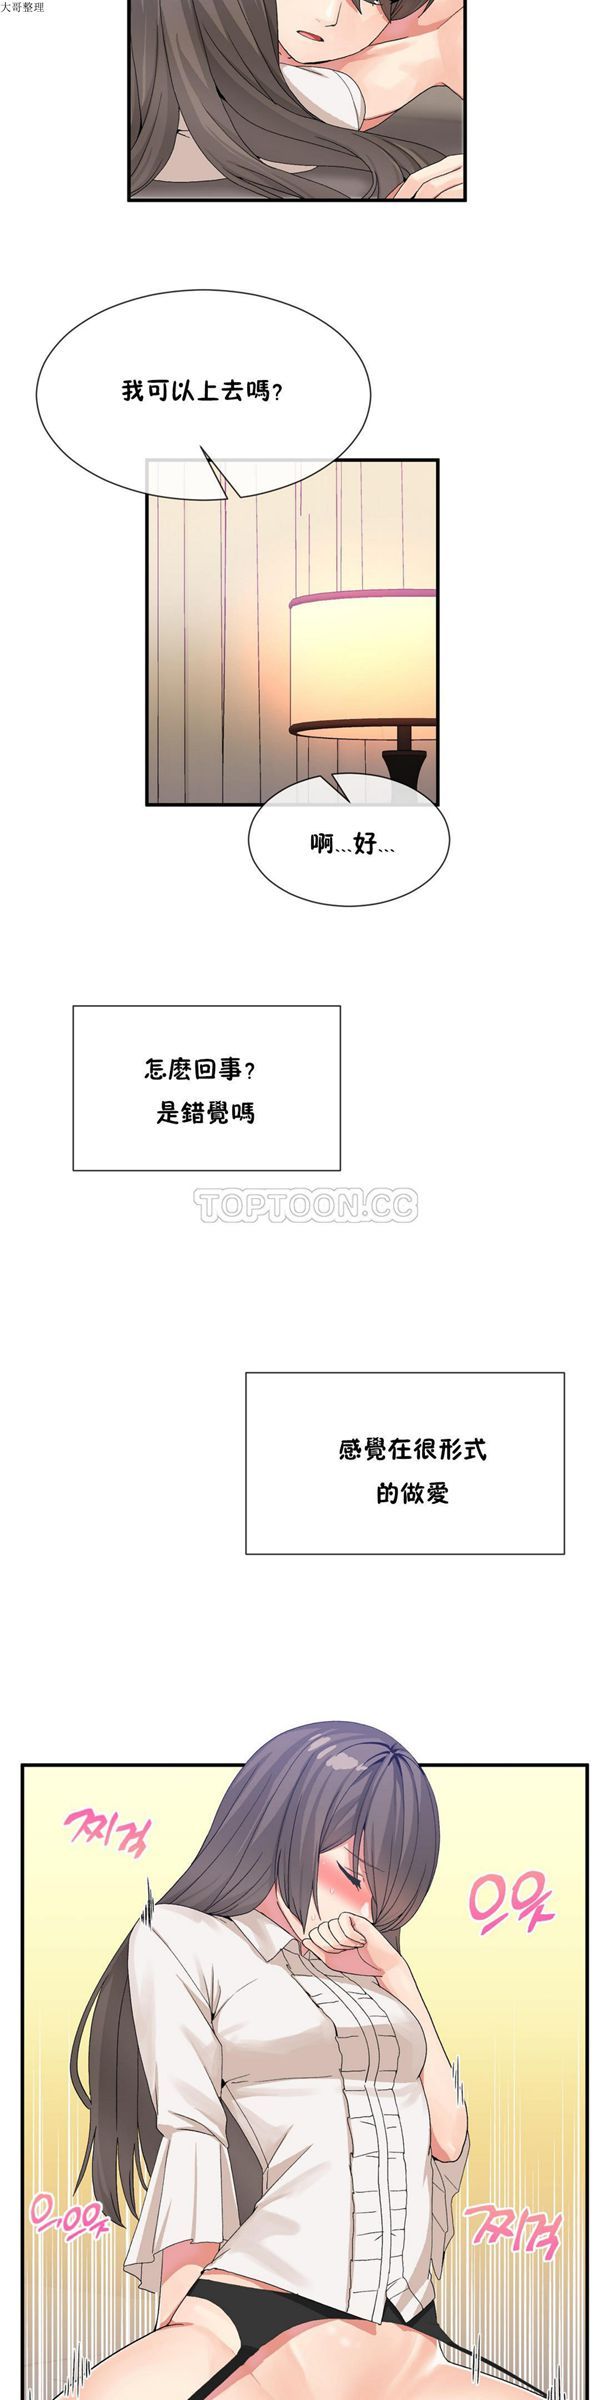 大哥整理
我可以上去嗎?
啊...好...
怎麽回事?
是錯覺嗎
TOPTOON.CC
感覺在很形式
的做愛
찌걱
으읏
으으읏
찌걱